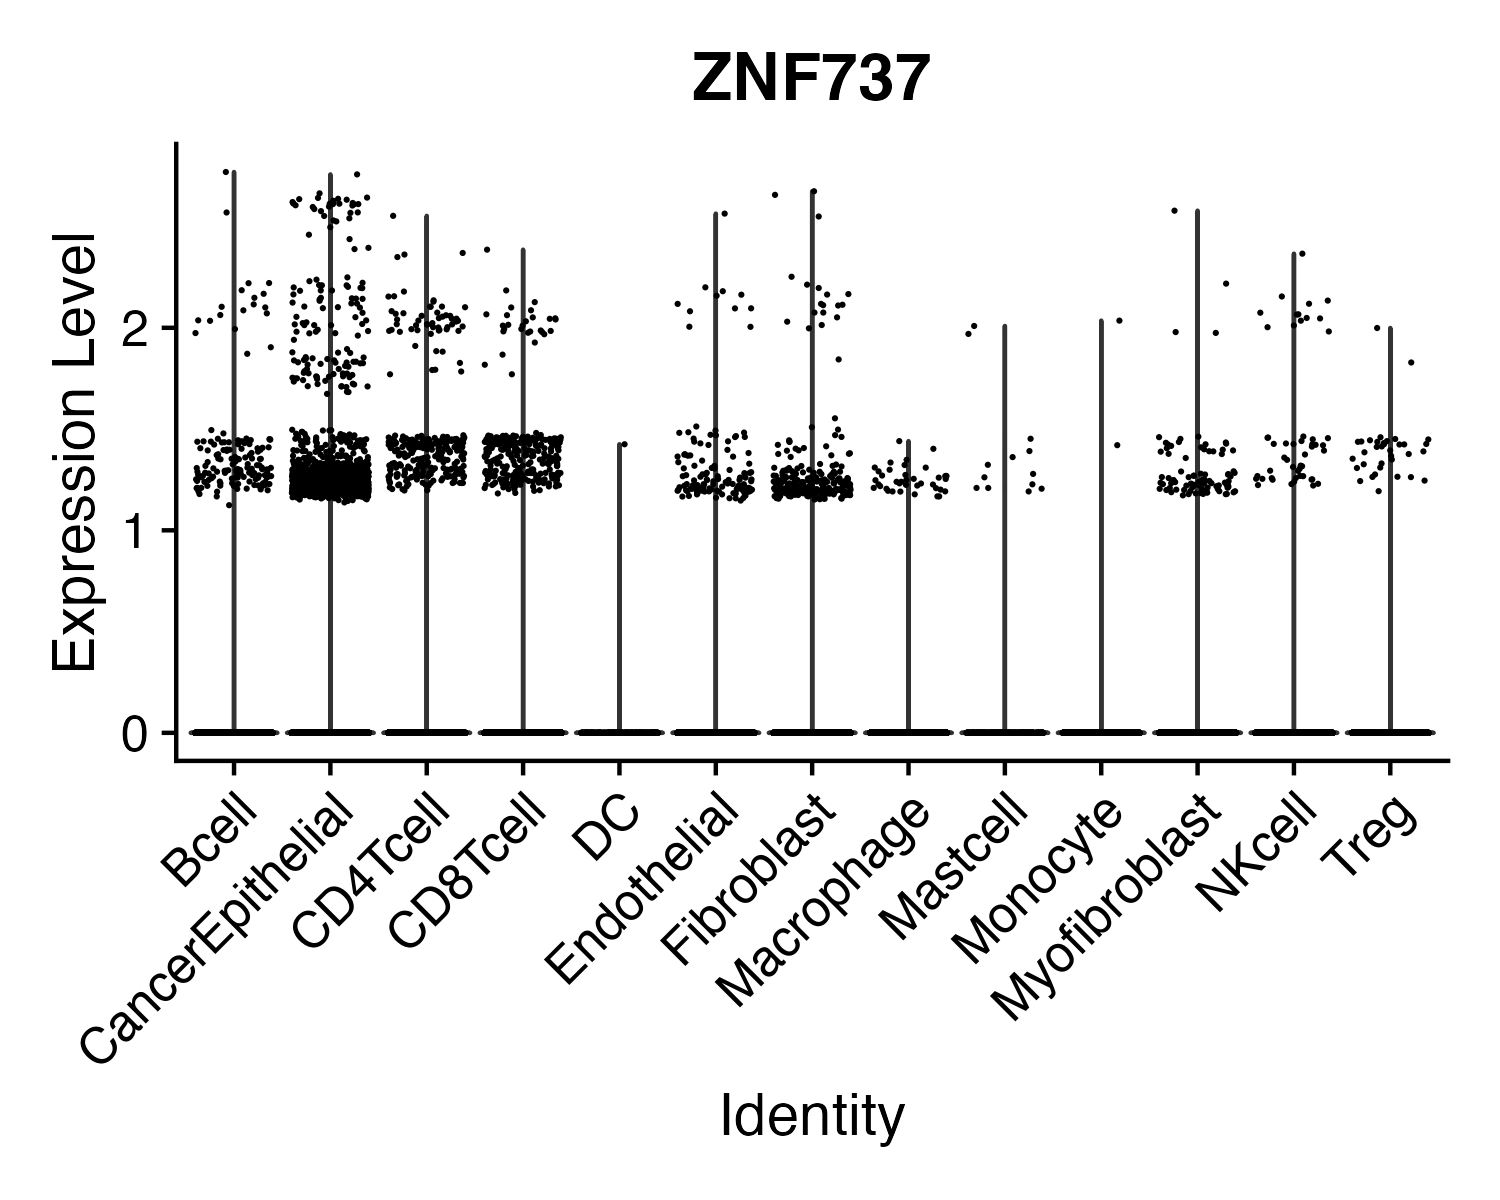 ZNF737
Expression Level
2
1
0
Bcell
CancerEpithelial
CD4Tcell
CD8Tcell
DC
Endothelial
Fibroblast
Macrophage
Mastcell
Monocyte
Myofibroblast
NKcell
Treg
Identity